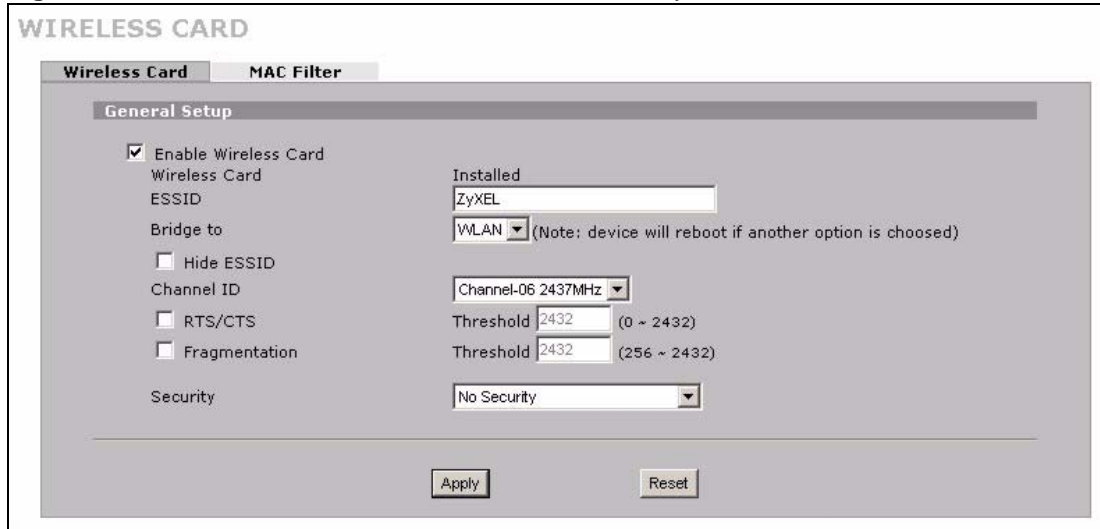 WIRELESS CARD
Wireless Card MAC Filter
General Setup
Enable Wireless Card
Wireless Card Installed
ESSID ZyXEL
Bridge to WLAN (Note: device will reboot if another option is choosed)
Hide ESSID
Channel ID Channel-06 2437MHz
RTS/CTS Threshold 2432 (0 ~ 2432)
Fragmentation Threshold 2432 (256 ~ 2432)
Security No Security
Apply Reset